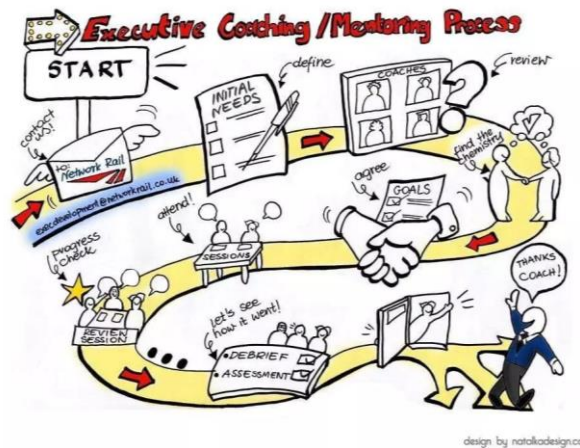 Executive Coaching/Mentoring Process
START
contact us!
to:
Network Rail
execdevelopment@networkrail.co.uk
INITIAL
NEEDS
define
COACHES
?
review
find the
chemistry
agree
GOALS
attend!
SESSIONS
progress
check
REVIEW
SESSION
Let's see
how it went!
•DEBRIEF
•ASSESSMENT
THANKS
COACH!
design by natalkadesign.co